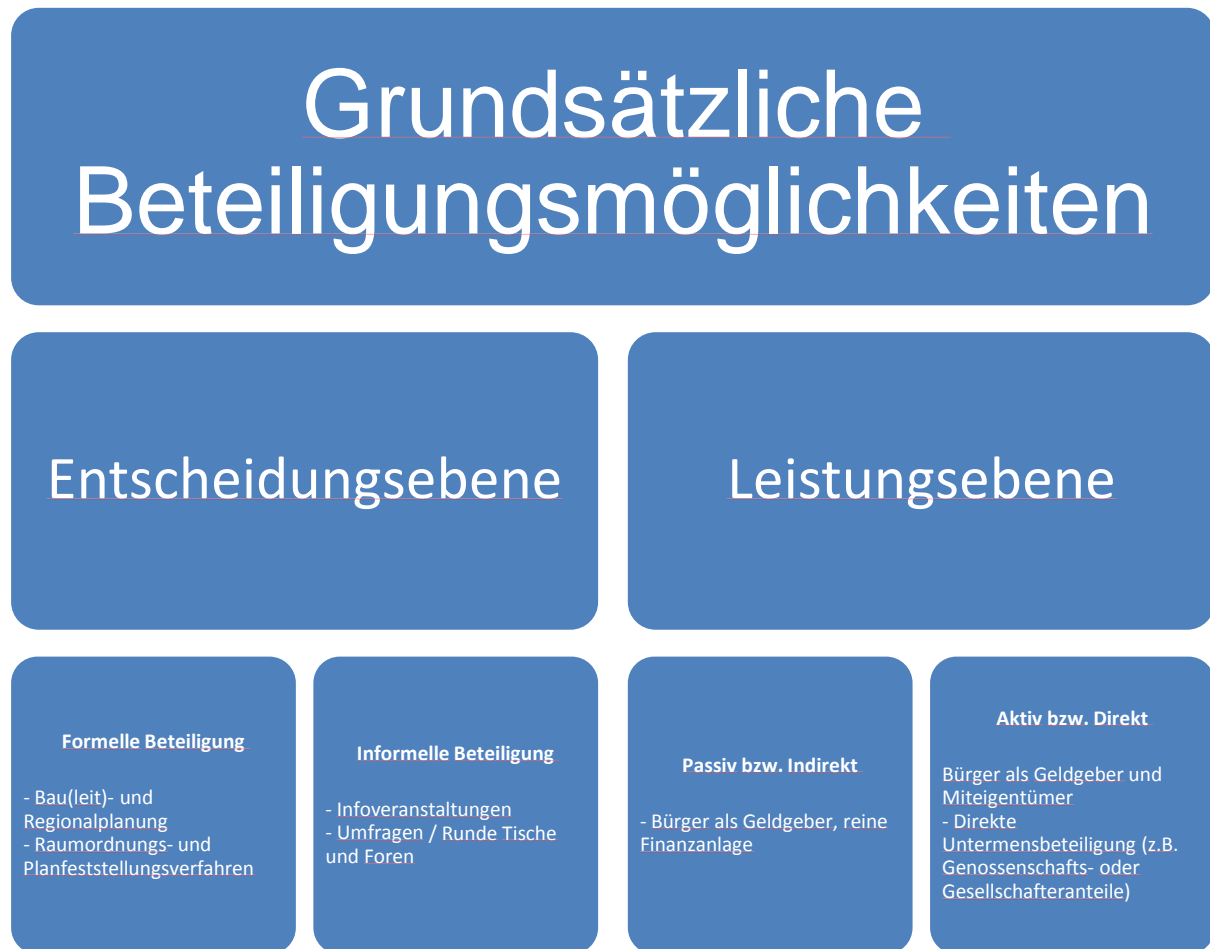 Grundsätzliche
Beteiligungsmöglichkeiten
Entscheidungsebene
Leistungsebene
Formelle Beteiligung
- Bau(leit)- und
Regionalplanung
- Raumordnungs- und
Planfeststellungsverfahren
Informelle Beteiligung
- Infoveranstaltungen
- Umfragen / Runde Tische
und Foren
Passiv bzw. Indirekt
- Bürger als Geldgeber, reine
Finanzanlage
Aktiv bzw. Direkt
Bürger als Geldgeber und
Miteigentümer
- Direkte
Untermensbeteiligung (z.B.
Genossenschafts- oder
Gesellschafteranteile)